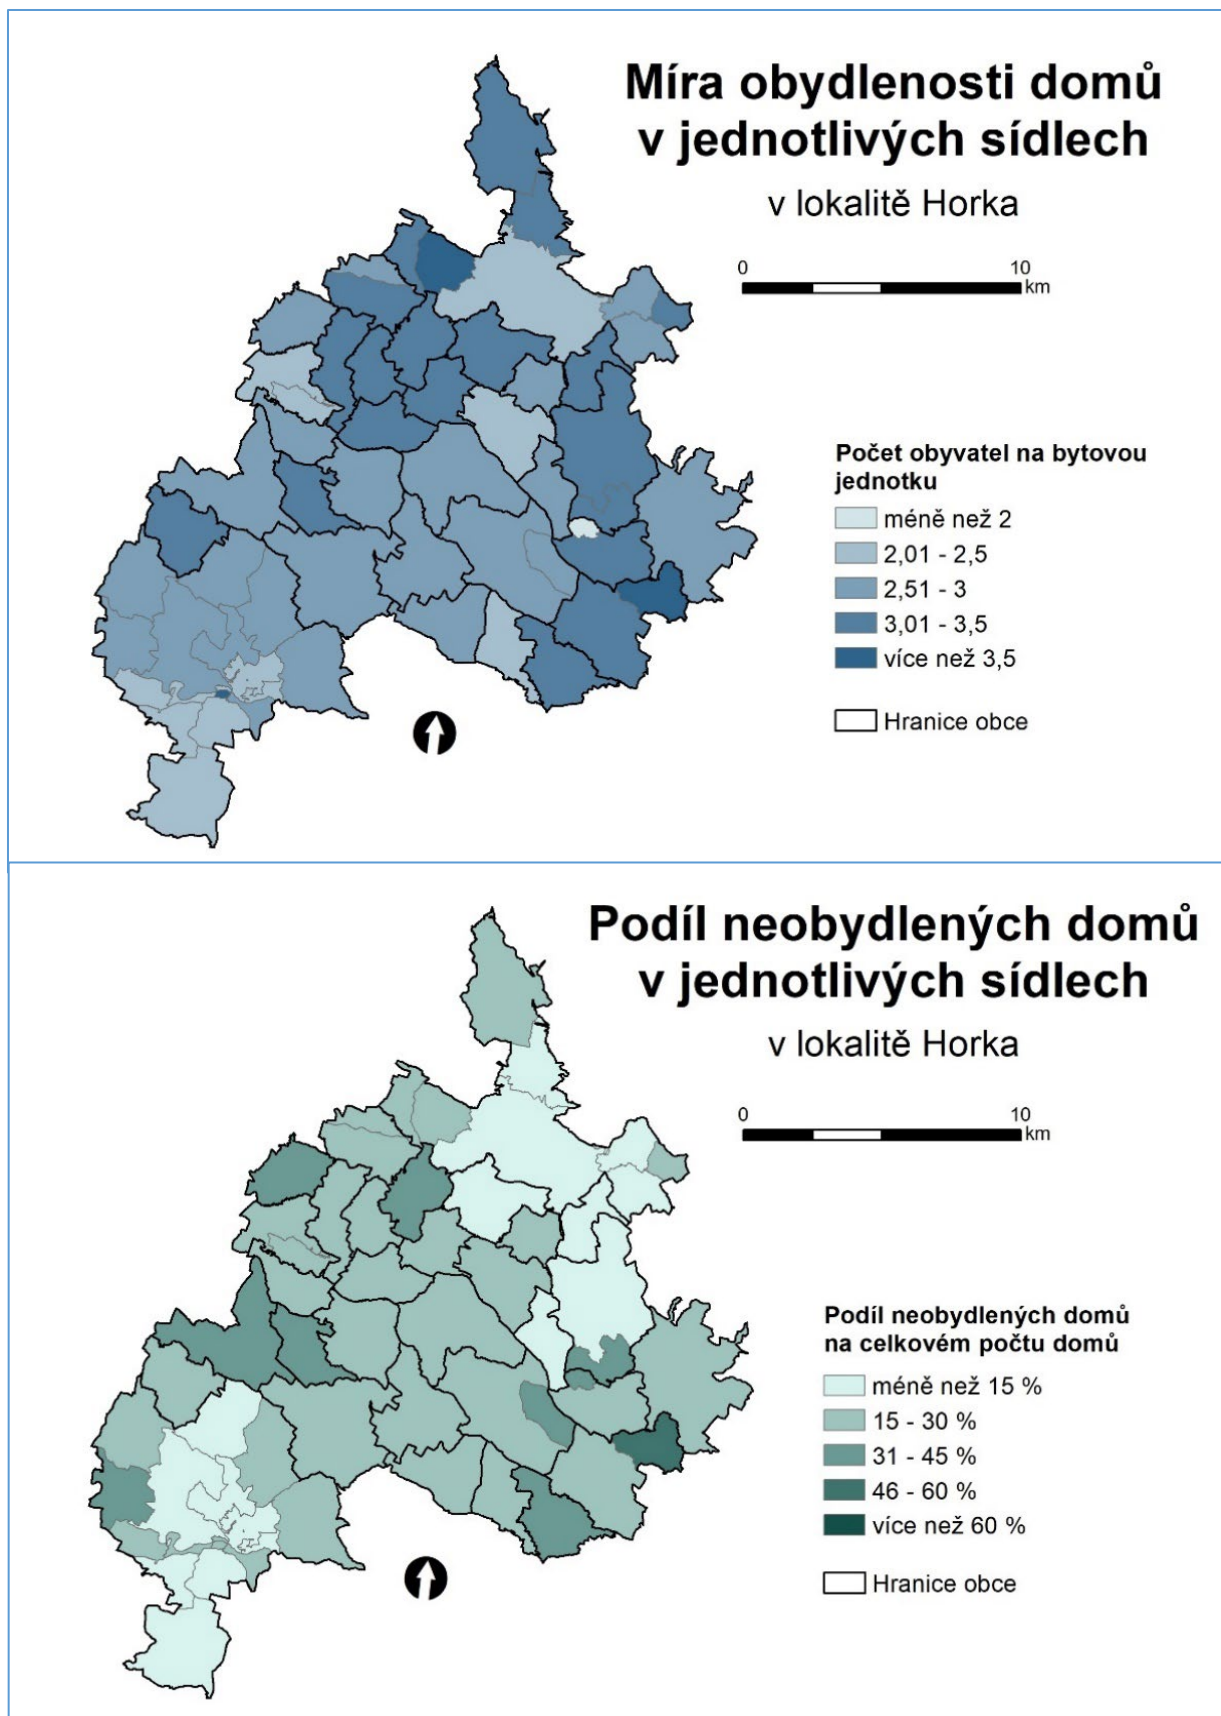 Míra obydlenosti domů
v jednotlivých sídlech
v lokalitě Horka
0 10
km
Počet obyvatel na bytovou
jednotku
méně než 2
2,01 - 2,5
2,51 - 3
3,01 - 3,5
více než 3,5
Hranice obce
Podíl neobydlených domů
v jednotlivých sídlech
v lokalitě Horka
0 10
km
Podíl neobydlených domů
na celkovém počtu domů
méně než 15 %
15 - 30 %
31 - 45 %
46 - 60 %
více než 60 %
Hranice obce